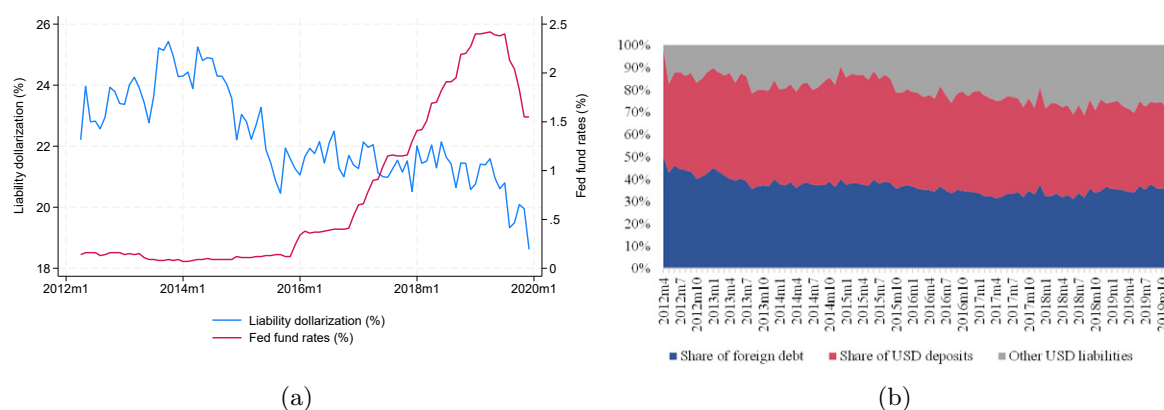 26
24
22
20
18
Liability dollarization (%)
2.5
2
1.5
1
.5
0
Fed fund rates (%)
2012m1 2014m1 2016m1 2018m1 2020m1
Liability dollarization (%)
Fed fund rates (%)
(a)
100%
90%
80%
70%
60%
50%
40%
30%
20%
10%
0%
2012m4
2012m7
2012m10
2013m1
2013m4
2013m7
2013m10
2014m1
2014m4
2014m7
2014m10
2015m1
2015m4
2015m7
2015m10
2016m1
2016m4
2016m7
2016m10
2017m1
2017m4
2017m7
2017m10
2018m1
2018m4
2018m7
2018m10
2019m1
2019m4
2019m7
2019m10
Share of foreign debt Share of USD deposits Other USD liabilities
(b)